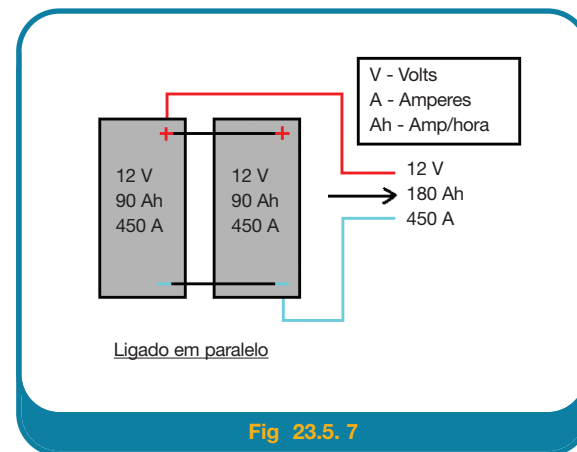 V - Volts
A - Amperes
Ah - Amp/hora
+
+
12 V
90 Ah
450 A
12 V
90 Ah
450 A
12 V
180 Ah
450 A
-
-
Ligado em paralelo
Fig 23.5. 7